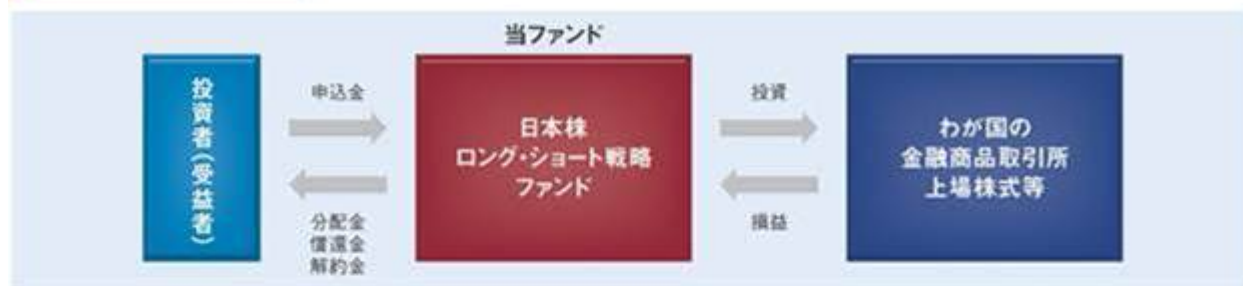 当ファンド
投資者(受益者)
申込金
分配金
償還金
解約金
日本株
ロング・ショート戦略
ファンド
投資
損益
わが国の
金融商品取引所
上場株式等